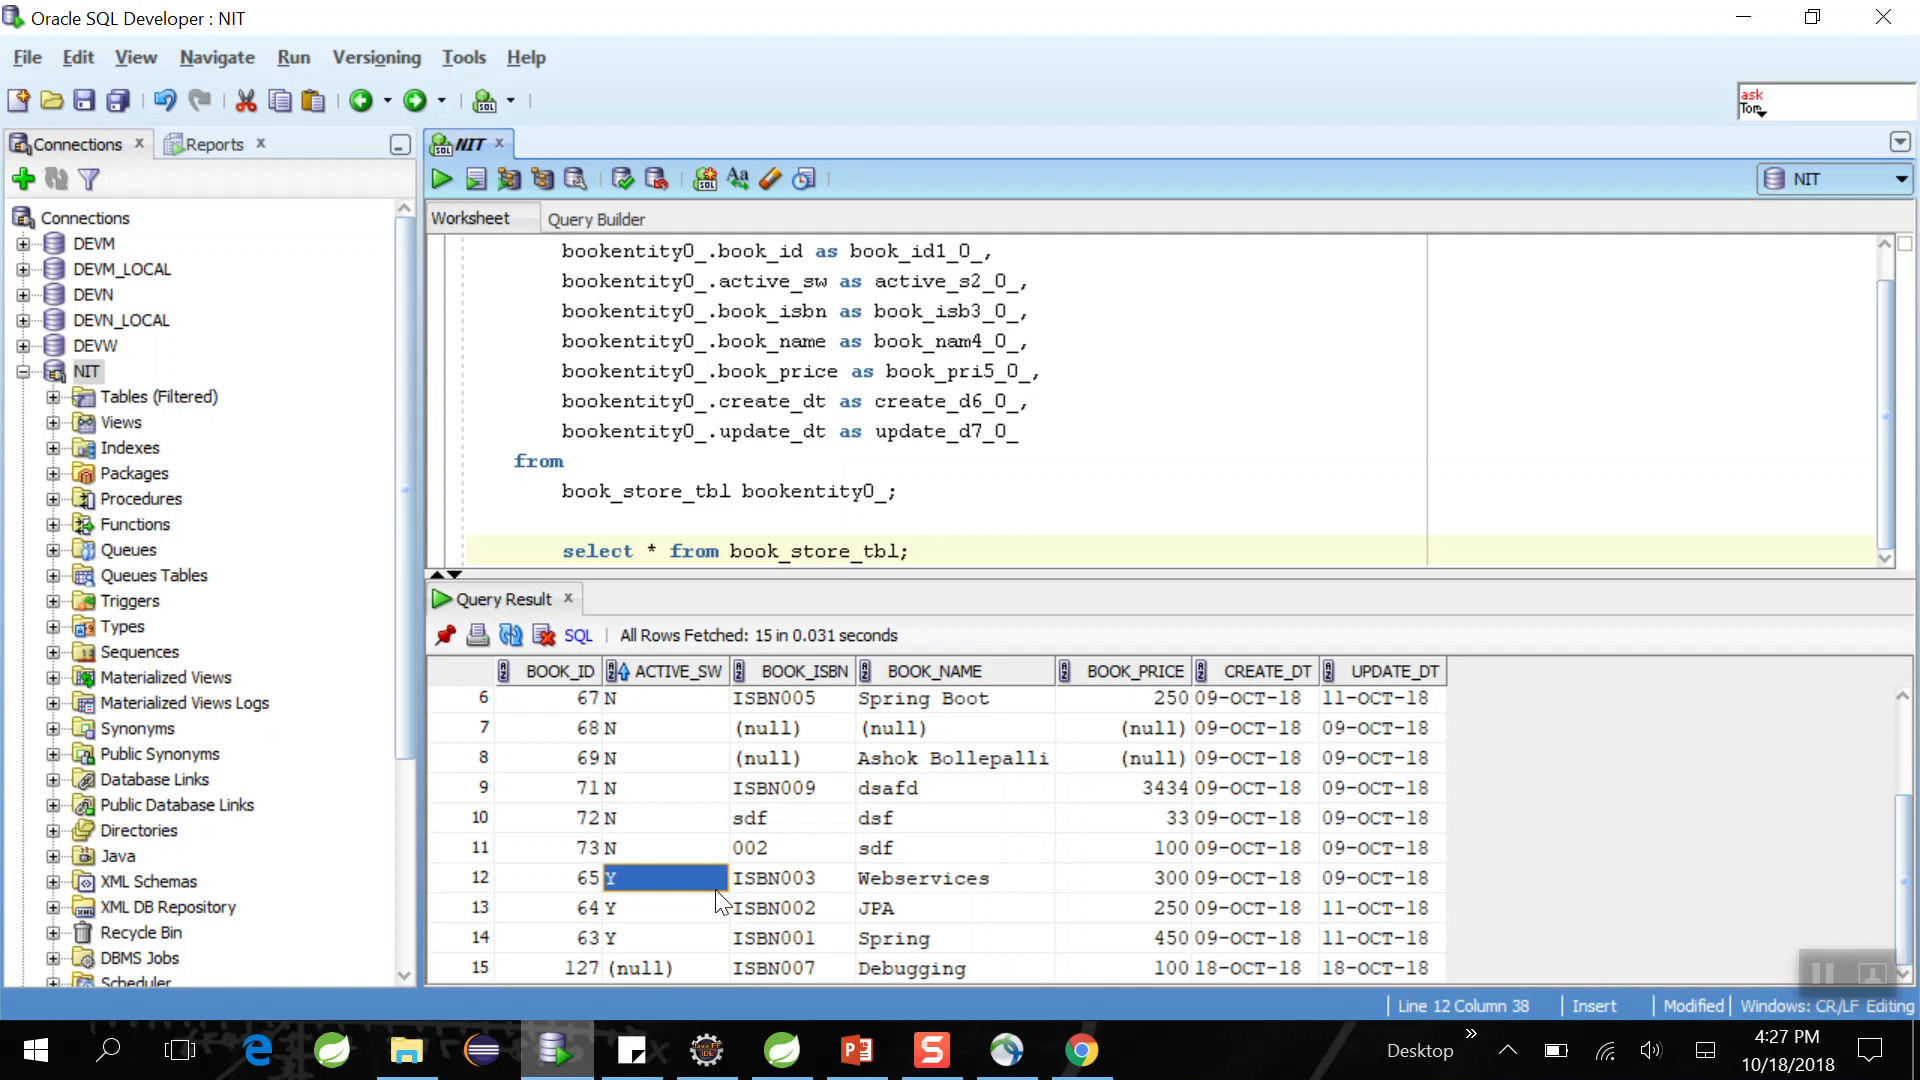 Oracle SQL Developer : NIT
File Edit View Navigate Run Versioning Tools Help
ask
Tom
Connections x Reports x
NIT x
NIT
Worksheet Query Builder
Connections
DEVM
DEVM_LOCAL
DEVN
DEVN_LOCAL
DEVW
NIT
Tables (Filtered)
Views
Indexes
Packages
Procedures
Functions
Queues
Queues Tables
Triggers
Types
Sequences
Materialized Views
Materialized Views Logs
Synonyms
Public Synonyms
Database Links
Public Database Links
Directories
Java
XML Schemas
XML DB Repository
Recycle Bin
DBMS Jobs
Scheduler
bookentity0_.book_id as book_id1_0_,
bookentity0_.active_sw as active_s2_0_,
bookentity0_.book_isbn as book_isb3_0_,
bookentity0_.book_name as book_nam4_0_,
bookentity0_.book_price as book_pri5_0_,
bookentity0_.create_dt as create_d6_0_,
bookentity0_.update_dt as update_d7_0_
from
book_store_tbl bookentity0_;
select * from book_store_tbl;
Query Result x
SQL | All Rows Fetched: 15 in 0.031 seconds
BOOK_ID ACTIVE_SW BOOK_ISBN BOOK_NAME BOOK_PRICE CREATE_DT UPDATE_DT
6 67 N ISBN005 Spring Boot 250 09-OCT-18 11-OCT-18
7 68 N (null) (null) (null) 09-OCT-18 09-OCT-18
8 69 N (null) Ashok Bollepalli (null) 09-OCT-18 09-OCT-18
9 71 N ISBN009 dsafd 3434 09-OCT-18 09-OCT-18
10 72 N sdf dsf 33 09-OCT-18 09-OCT-18
11 73 N 002 sdf 100 09-OCT-18 09-OCT-18
12 65 Y ISBN003 Webservices 300 09-OCT-18 09-OCT-18
13 64 Y ISBN002 JPA 250 09-OCT-18 11-OCT-18
14 63 Y ISBN001 Spring 450 09-OCT-18 11-OCT-18
15 127 (null) ISBN007 Debugging 100 18-OCT-18 18-OCT-18
Line 12 Column 38 | Insert | Modified | Windows: CR/LF Editing
Desktop
4:27 PM
10/18/2018